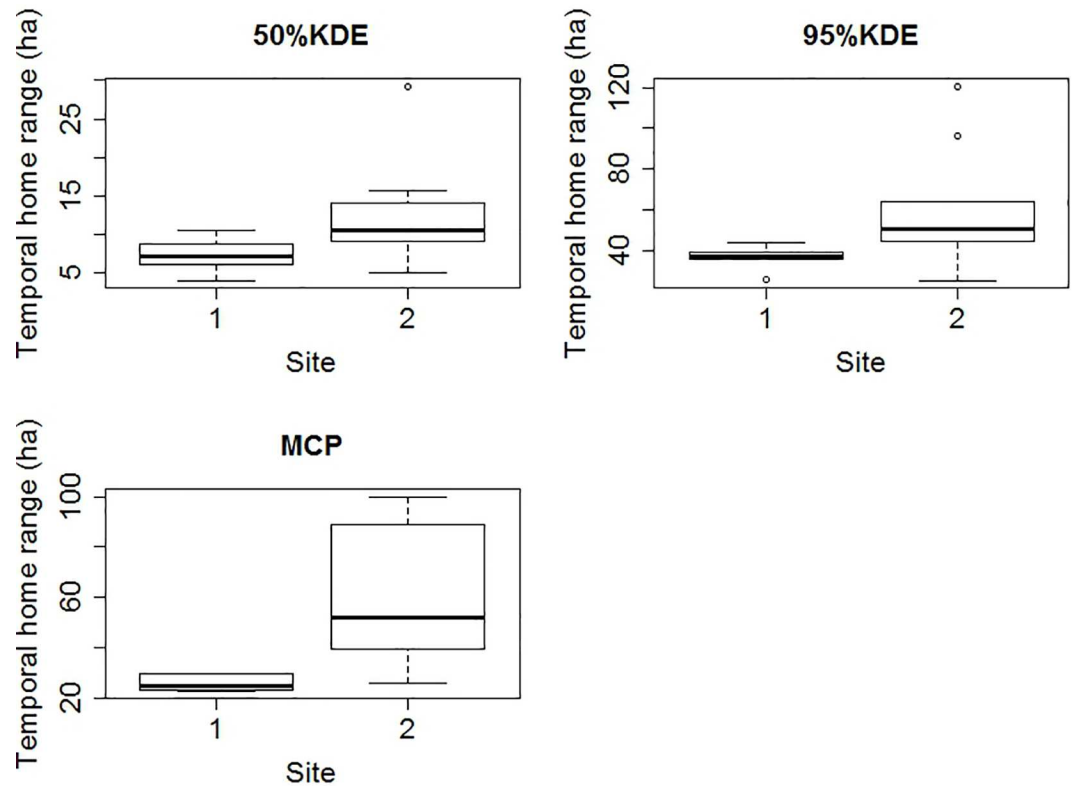 50%KDE
Temporal home range (ha)
25
15
5
1 2
Site
95%KDE
Temporal home range (ha)
120
80
40
1 2
Site
MCP
Temporal home range (ha)
100
60
20
1 2
Site